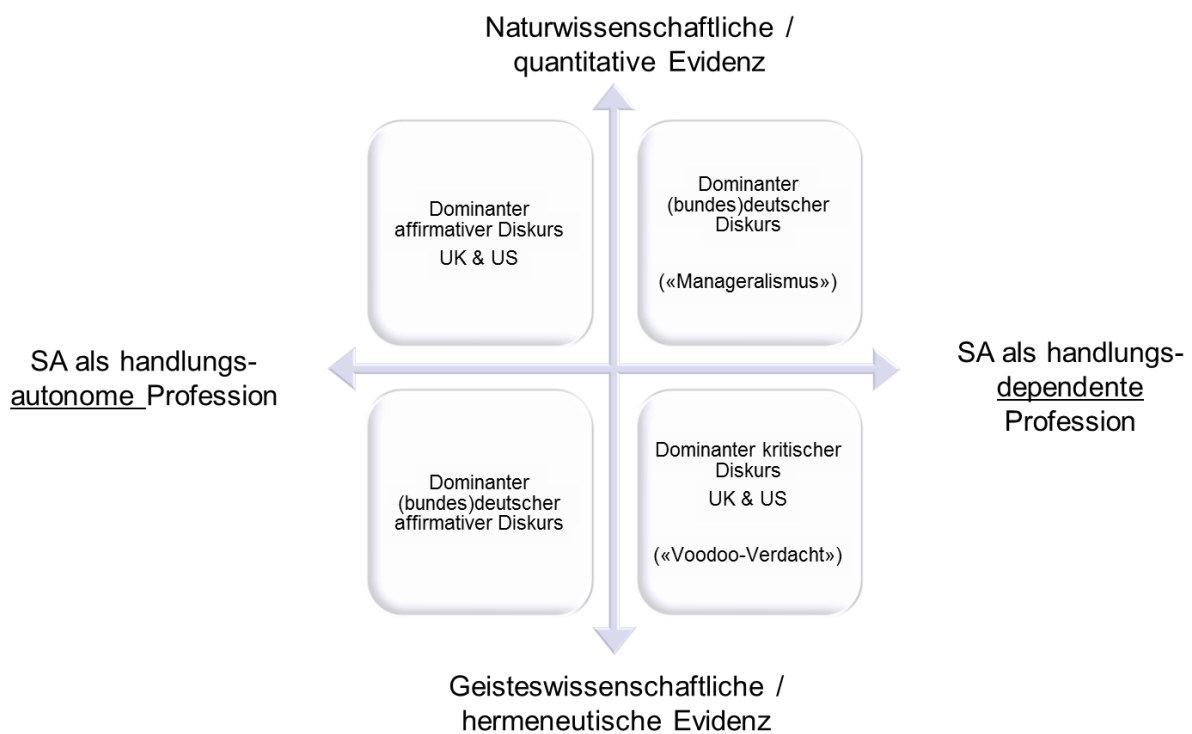 Naturwissenschaftliche /
quantitative Evidenz
Dominanter
affirmativer Diskurs
UK & US
Dominanter
(bundes)deutscher
Diskurs
(«Manageralismus»)
SA als handlungs-
autonome Profession
SA als handlungs-
dependente
Profession
Dominanter
(bundes)deutscher
affirmativer Diskurs
Dominanter kritischer
Diskurs
UK & US
(«Voodoo-Verdacht»)
Geisteswissenschaftliche /
hermeneutische Evidenz